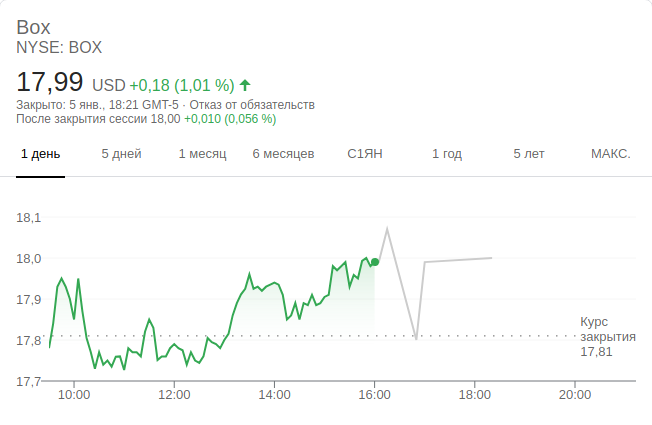 Box
NYSE: BOX
17,99 USD +0,18 (1,01 %)
Закрыто: 5 янв., 18:21 GMT-5 · Отказ от обязательств
После закрытия сессии 18,00 +0,010 (0,056 %)
1 день 5 дней 1 месяц 6 месяцев С1ЯН 1 год 5 лет МАКС.
18,1
18,0
17,9
17,8
Курс
закрытия
17,81
17,7
10:00 12:00 14:00 16:00 18:00 20:00